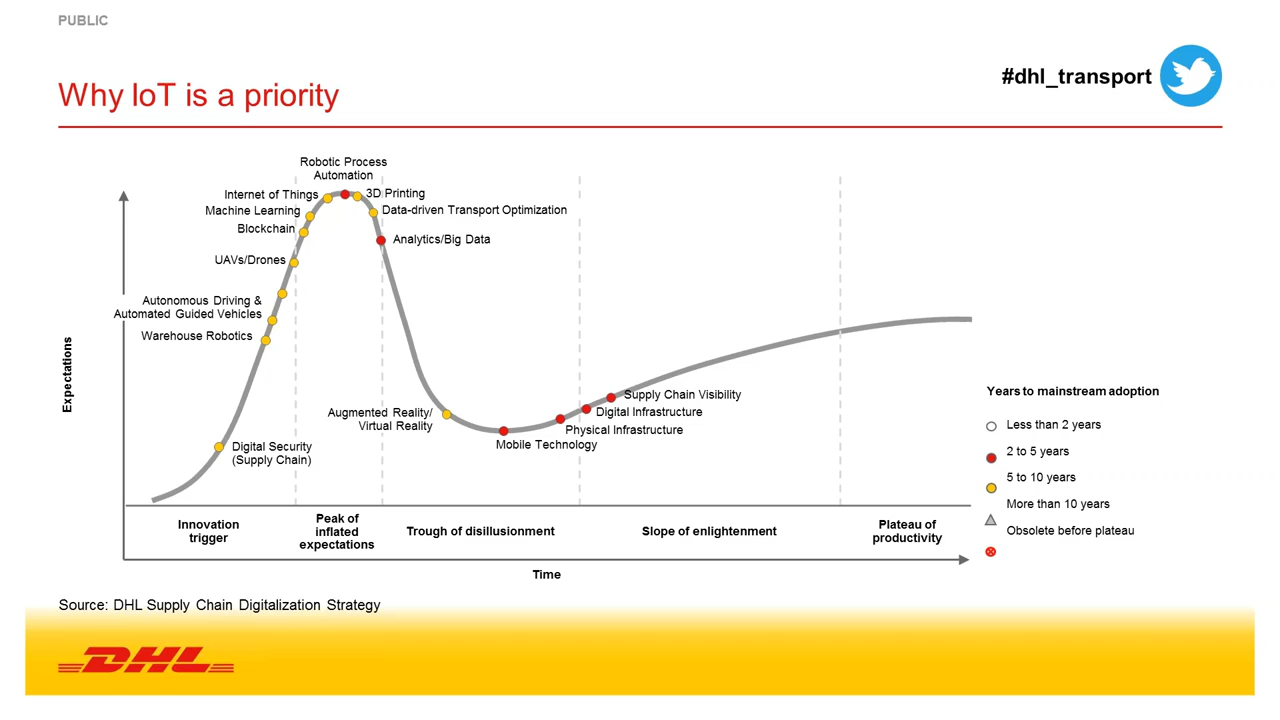 PUBLIC
#dhl_transport
Why IoT is a priority
Robotic Process
Automation
Internet of Things
3D Printing
Machine Learning
Data-driven Transport Optimization
Blockchain
Analytics/Big Data
UAVs/Drones
Autonomous Driving &
Automated Guided Vehicles
Warehouse Robotics
Expectations
Supply Chain Visibility
Augmented Reality/
Virtual Reality
Digital Infrastructure
Physical Infrastructure
Mobile Technology
Digital Security
(Supply Chain)
Years to mainstream adoption
Less than 2 years
2 to 5 years
5 to 10 years
More than 10 years
Obsolete before plateau
Innovation
trigger
Peak of
inflated
expectations
Trough of disillusionment
Slope of enlightenment
Plateau of
productivity
Time
Source: DHL Supply Chain Digitalization Strategy
DHL